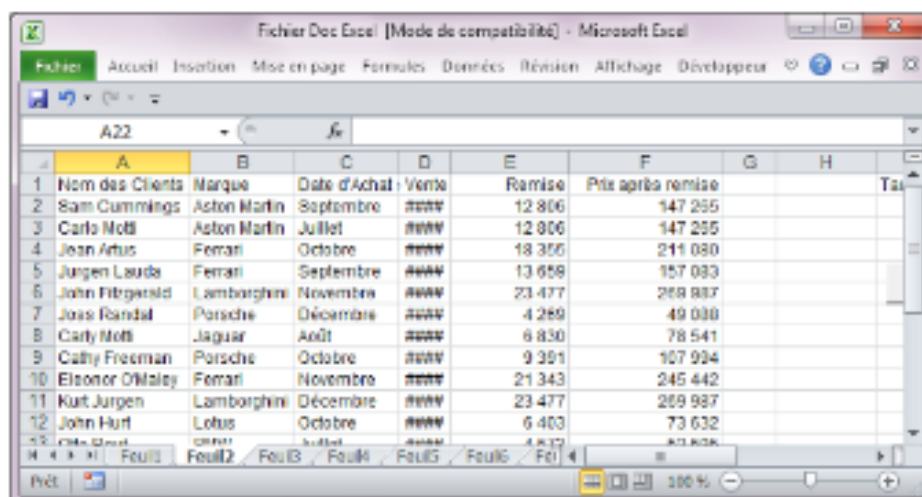 Fichier Doc Excel [Mode de compatibilité] - Microsoft Excel
Fichier Accueil Insertion Mise en page Formules Données Révision Affichage Développeur
A22 fx
A B C D E F G H
1 Nom des Clients Marque Date d'Achat Vente Remise Prix après remise
2 Sam Cummings Aston Martin Septembre #### 12 806 147 265
3 Carlo Motti Aston Martin Juillet #### 12 806 147 265
4 Jean Artus Ferrari Octobre #### 18 355 211 080
5 Jurgen Lauda Ferrari Septembre #### 13 659 157 083
6 John Fitzgerald Lamborghini Novembre #### 23 477 269 987
7 Joss Randal Porsche Décembre #### 4 269
8 Carly Motti Jaguar Août #### 6 830 78 541
9 Cathy Freeman Porsche Octobre #### 9 391 107 994
10 Eleonor O'Maley Ferrari Novembre #### 21 343 245 442
11 Kurt Jurgen Lamborghini Décembre #### 23 477 269 987
12 John Hurt Lotus Octobre #### 6 403 73 632
13
Feuil1 Feuil2 Feuil3 Feuil4 Feuil5 Feuil6
Prêt 100 %